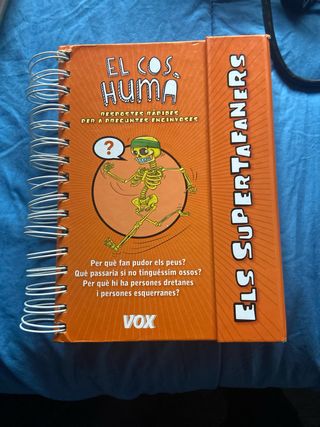 EL COS
HUMÀ
RESPOSTES RÀPIDES
PER A PREGUNTES ENGINYOSES
?
Per què fan pudor els peus?
Què passaria si no tinguéssim ossos?
Per què hi ha persones dretanes
i persones esquerranes?
VOX
ELS SUPERTAFANERS